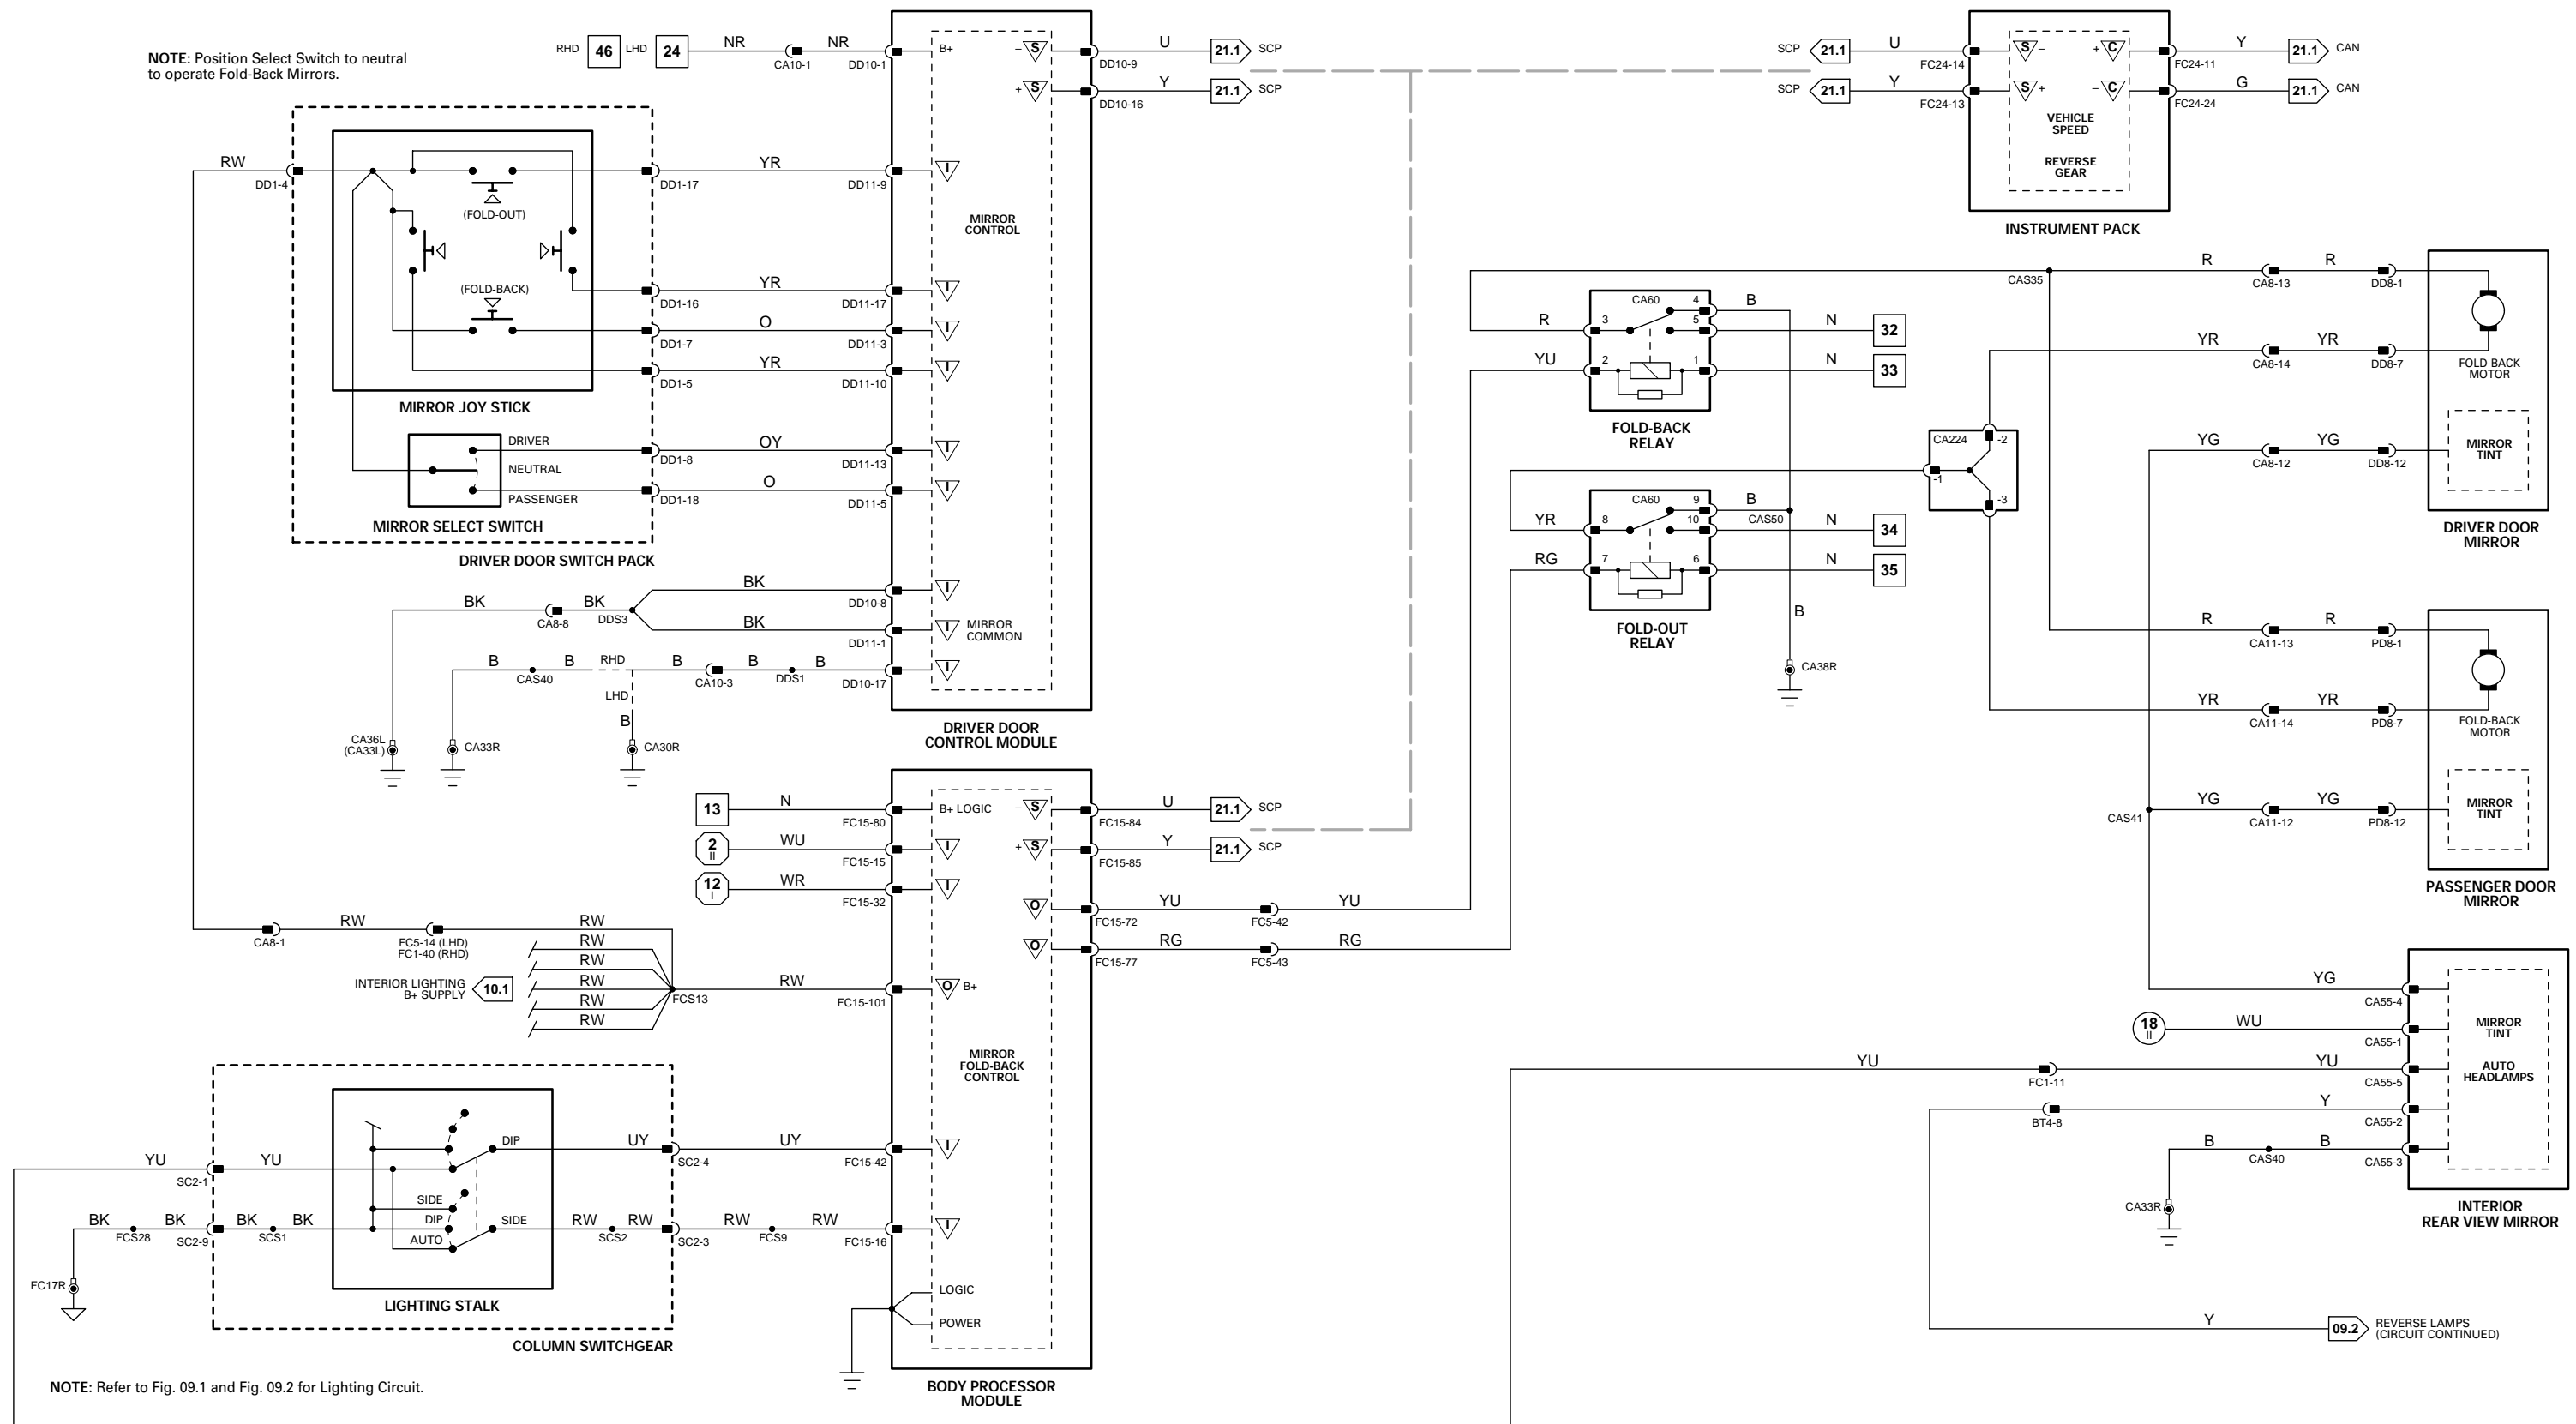 NOTE: Position Select Switch to neutral
to operate Fold-Back Mirrors.
RHD 46 LHD 24 NR CA10-1 NR DD10-1 B+
− S DD10-9 U 21.1 SCP
+ S DD10-16 Y 21.1 SCP
RW DD1-4
(FOLD-OUT)
(FOLD-BACK)
MIRROR JOY STICK
DD1-17 YR DD11-9 I
MIRROR
CONTROL
DD1-16 YR DD11-17 I
DD1-7 O DD11-3 I
DD1-5 YR DD11-10 I
DRIVER
NEUTRAL
PASSENGER
MIRROR SELECT SWITCH
DD1-8 OY DD11-13 I
DD1-18 O DD11-5 I
DRIVER DOOR SWITCH PACK
BK CA8-8 BK DDS3
BK DD10-8 I
BK DD11-1 I MIRROR
COMMON
B CAS40 B RHD B CA10-3 B DDS1 B DD10-17 I
LHD
B
CA36L
(CA33L)
CA33R
CA30R
DRIVER DOOR
CONTROL MODULE
13 N FC15-80 B+ LOGIC
2 II WU FC15-15 I
12 I WR FC15-32 I
− S FC15-84 U 21.1 SCP
+ S FC15-85 Y 21.1 SCP
O FC15-72 YU FC5-42 YU
O FC15-77 RG FC5-43 RG
CA8-1 RW FC5-14 (LHD)
FC1-40 (RHD)
RW
RW
RW
RW
RW
RW
INTERIOR LIGHTING
B+ SUPPLY 10.1
FCS13 RW FC15-101 O B+
MIRROR
FOLD-BACK
CONTROL
YU SC2-1 YU
DIP
UY SC2-4 UY FC15-42 I
SIDE
DIP
AUTO
SIDE
BK FCS28 BK SC2-9 BK SCS1 BK
RW SCS2 RW SC2-3 RW FCS9 RW FC15-16 I
FC17R
LIGHTING STALK
COLUMN SWITCHGEAR
LOGIC
POWER
BODY PROCESSOR
MODULE
NOTE: Refer to Fig. 09.1 and Fig. 09.2 for Lighting Circuit.
SCP 21.1 U FC24-14 S −
SCP 21.1 Y FC24-13 S +
+ C FC24-11 Y 21.1 CAN
− C FC24-24 G 21.1 CAN
VEHICLE
SPEED
REVERSE
GEAR
INSTRUMENT PACK
R 3 CA60 4 B
5 N 32
YU 2 1 N 33
FOLD-BACK
RELAY
YR 8 CA60 9 B CAS50
10 N 34
RG 7 6 N 35
FOLD-OUT
RELAY
B
CA38R
CA224 -2
-1
-3
CAS35
R CA8-13 R DD8-1
YR CA8-14 YR DD8-7
FOLD-BACK
MOTOR
YG CA8-12 YG DD8-12
MIRROR
TINT
DRIVER DOOR
MIRROR
R CA11-13 R PD8-1
YR CA11-14 YR PD8-7
FOLD-BACK
MOTOR
CAS41 YG CA11-12 YG PD8-12
MIRROR
TINT
PASSENGER DOOR
MIRROR
YG CA55-4
18 II WU CA55-1
MIRROR
TINT
YU FC1-11 YU CA55-5
AUTO
HEADLAMPS
BT4-8 Y CA55-2
B CAS40 B CA55-3
CA33R
INTERIOR
REAR VIEW MIRROR
Y 09.2 REVERSE LAMPS
(CIRCUIT CONTINUED)